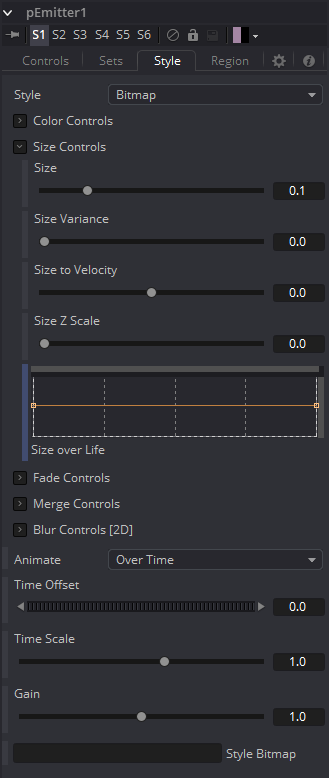 pEmitter1
S1 S2 S3 S4 S5 S6
Controls Sets Style Region
Style Bitmap
Color Controls
Size Controls
Size
0.1
Size Variance
0.0
Size to Velocity
0.0
Size Z Scale
0.0
Size over Life
Fade Controls
Merge Controls
Blur Controls [2D]
Animate Over Time
Time Offset
0.0
Time Scale
1.0
Gain
1.0
Style Bitmap